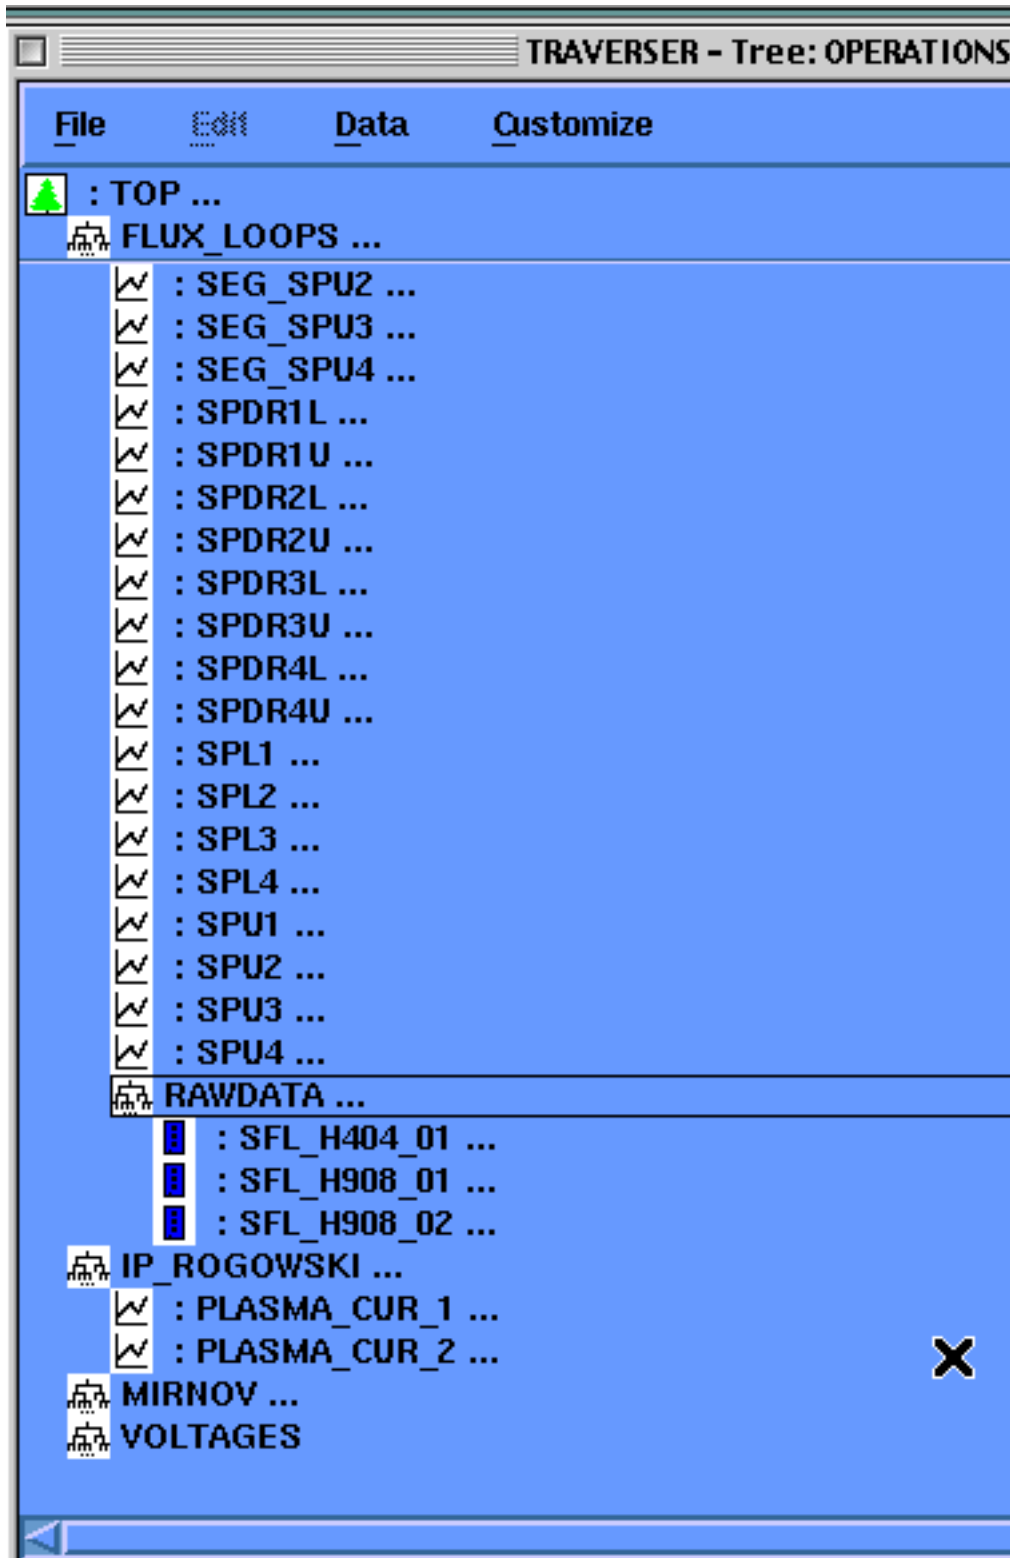 TRAVERSER - Tree: OPERATIONS
File Edit Data Customize
: TOP ...
FLUX_LOOPS ...
: SEG_SPU2 ...
: SEG_SPU3 ...
: SEG_SPU4 ...
: SPDR1L ...
: SPDR1U ...
: SPDR2L ...
: SPDR2U ...
: SPDR3L ...
: SPDR3U ...
: SPDR4L ...
: SPDR4U ...
: SPL1 ...
: SPL2 ...
: SPL3 ...
: SPL4 ...
: SPU1 ...
: SPU2 ...
: SPU3 ...
: SPU4 ...
RAWDATA ...
: SFL_H404_01 ...
: SFL_H908_01 ...
: SFL_H908_02 ...
IP_ROGOWSKI ...
: PLASMA_CUR_1 ...
: PLASMA_CUR_2 ...
MIRNOV ...
VOLTAGES